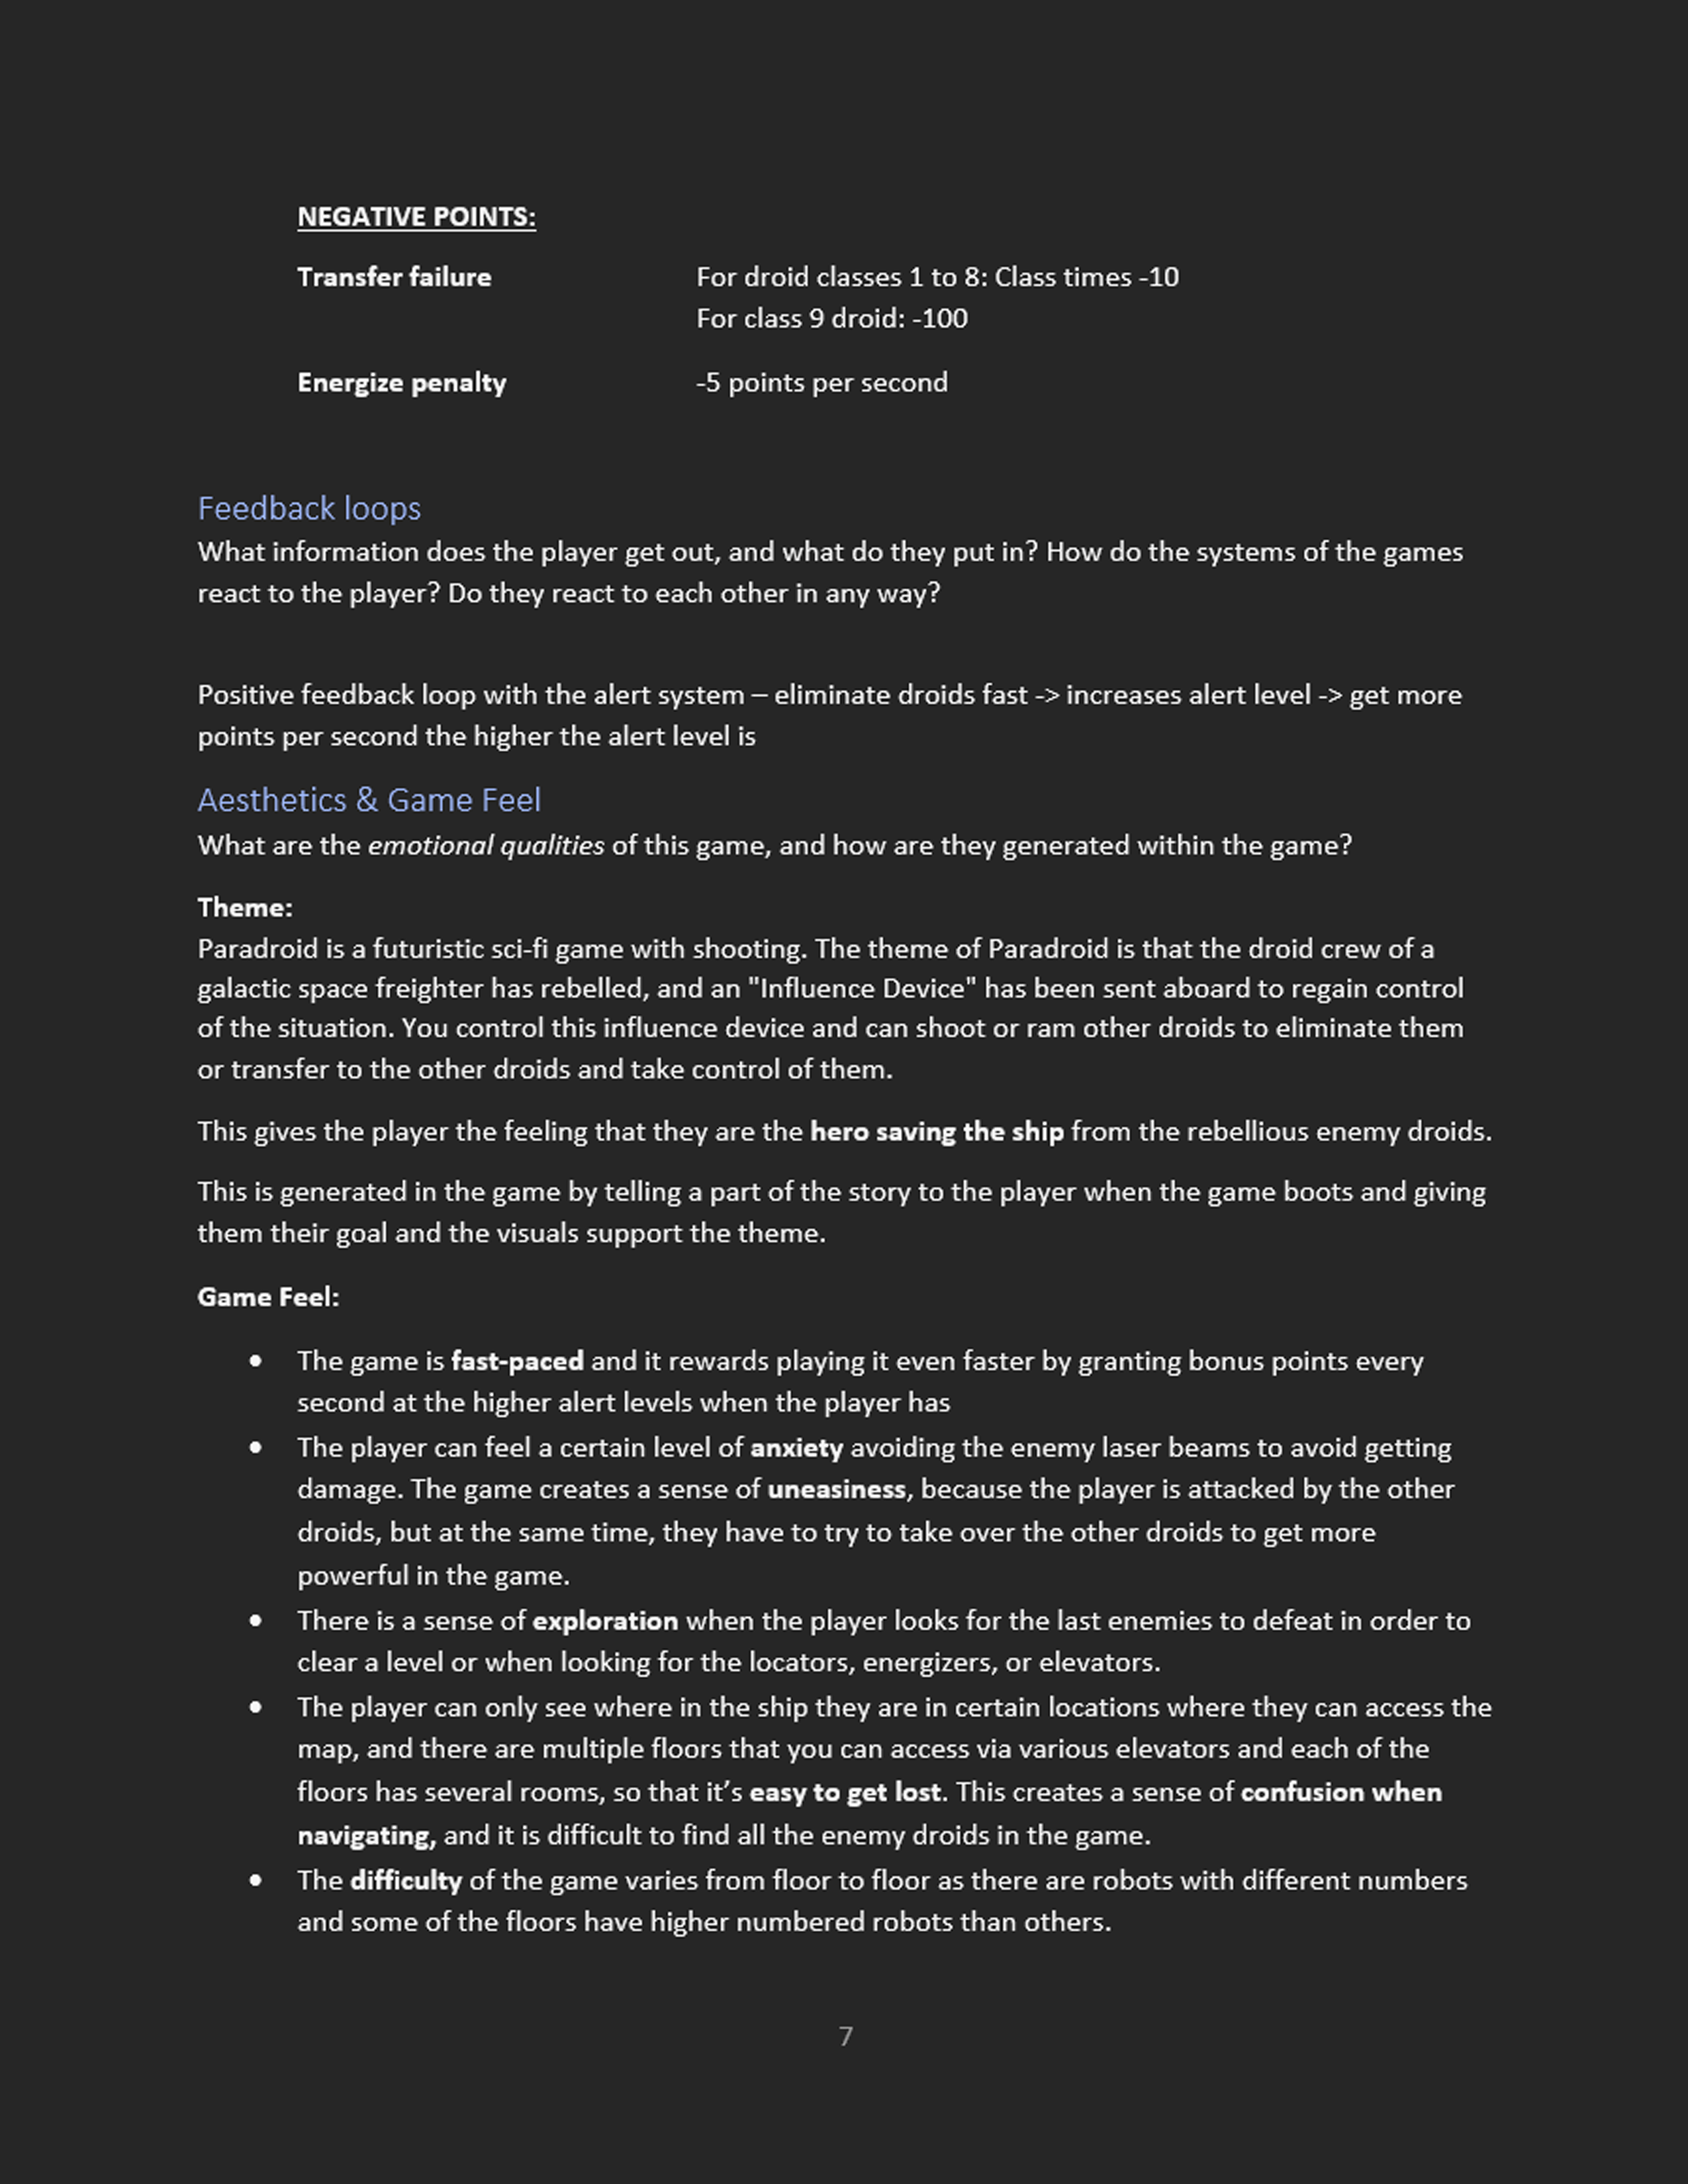 NEGATIVE POINTS:
Transfer failure For droid classes 1 to 8: Class times -10
For class 9 droid: -100
Energize penalty -5 points per second
Feedback loops
What information does the player get out, and what do they put in? How do the systems of the games
react to the player? Do they react to each other in any way?
Positive feedback loop with the alert system – eliminate droids fast -> increases alert level -> get more
points per second the higher the alert level is
Aesthetics & Game Feel
What are the emotional qualities of this game, and how are they generated within the game?
Theme:
Paradroid is a futuristic sci-fi game with shooting. The theme of Paradroid is that the droid crew of a
galactic space freighter has rebelled, and an "Influence Device" has been sent aboard to regain control
of the situation. You control this influence device and can shoot or ram other droids to eliminate them
or transfer to the other droids and take control of them.
This gives the player the feeling that they are the hero saving the ship from the rebellious enemy droids.
This is generated in the game by telling a part of the story to the player when the game boots and giving
them their goal and the visuals support the theme.
Game Feel:
• The game is fast-paced and it rewards playing it even faster by granting bonus points every
second at the higher alert levels when the player has
• The player can feel a certain level of anxiety avoiding the enemy laser beams to avoid getting
damage. The game creates a sense of uneasiness, because the player is attacked by the other
droids, but at the same time, they have to try to take over the other droids to get more
powerful in the game.
• There is a sense of exploration when the player looks for the last enemies to defeat in order to
clear a level or when looking for the locators, energizers, or elevators.
• The player can only see where in the ship they are in certain locations where they can access the
map, and there are multiple floors that you can access via various elevators and each of the
floors has several rooms, so that it’s easy to get lost. This creates a sense of confusion when
navigating, and it is difficult to find all the enemy droids in the game.
• The difficulty of the game varies from floor to floor as there are robots with different numbers
and some of the floors have higher numbered robots than others.
7